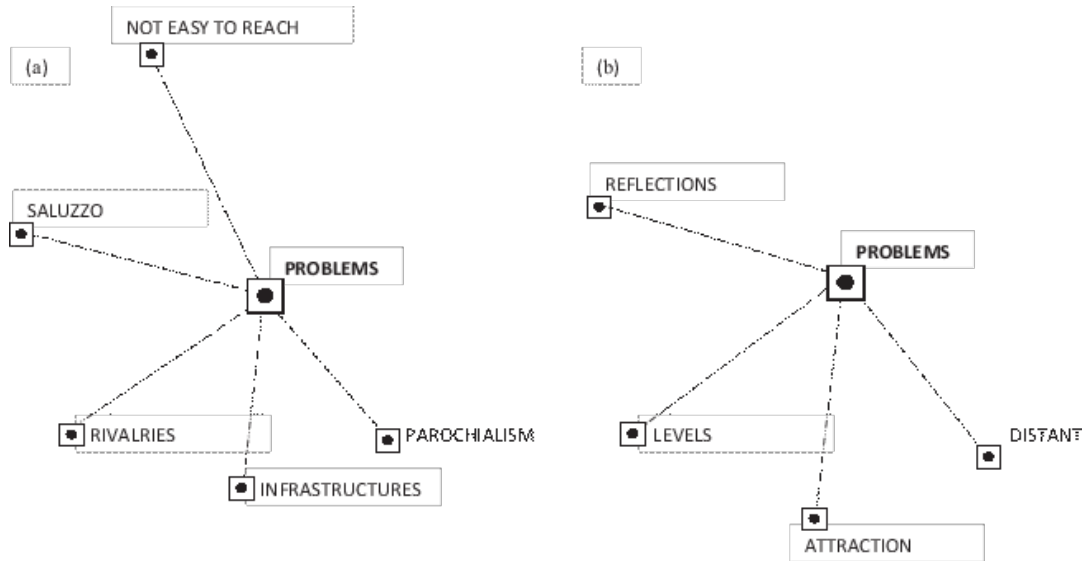 NOT EASY TO REACH
(a)
SALUZZO
PROBLEMS
RIVALRIES
PAROCHIALISM
INFRASTRUCTURES
(b)
REFLECTIONS
PROBLEMS
LEVELS
DISTANT
ATTRACTION